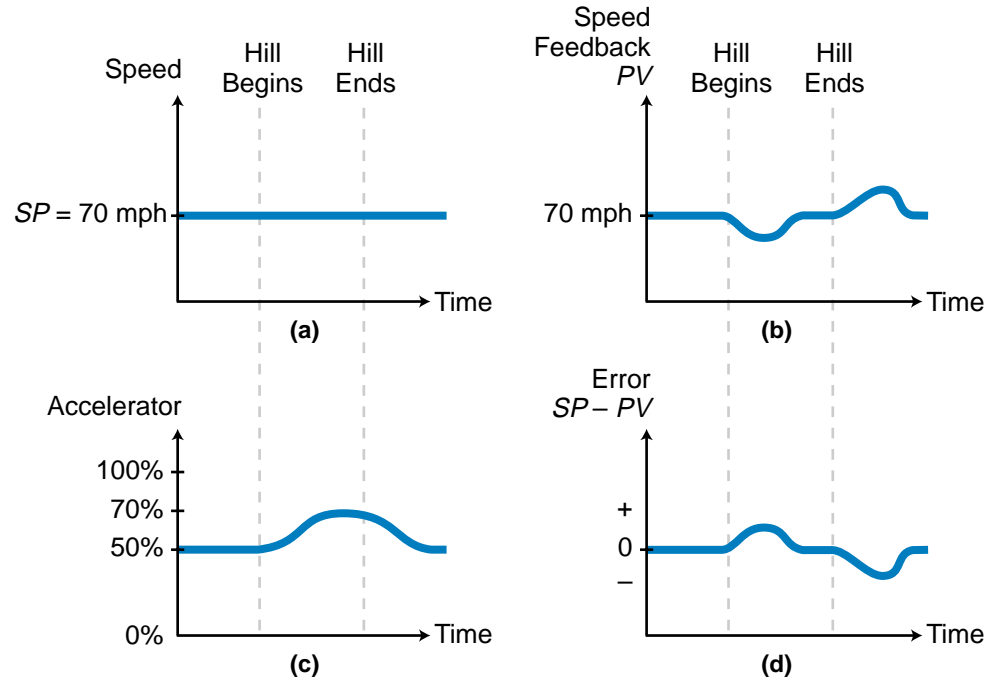 Speed
Hill
Begins
Hill
Ends
SP = 70 mph
Time
(a)
Speed
Feedback
PV
Hill
Begins
Hill
Ends
70 mph
Time
(b)
Accelerator
100%
70%
50%
0%
Time
(c)
Error
SP – PV
+
0
–
Time
(d)